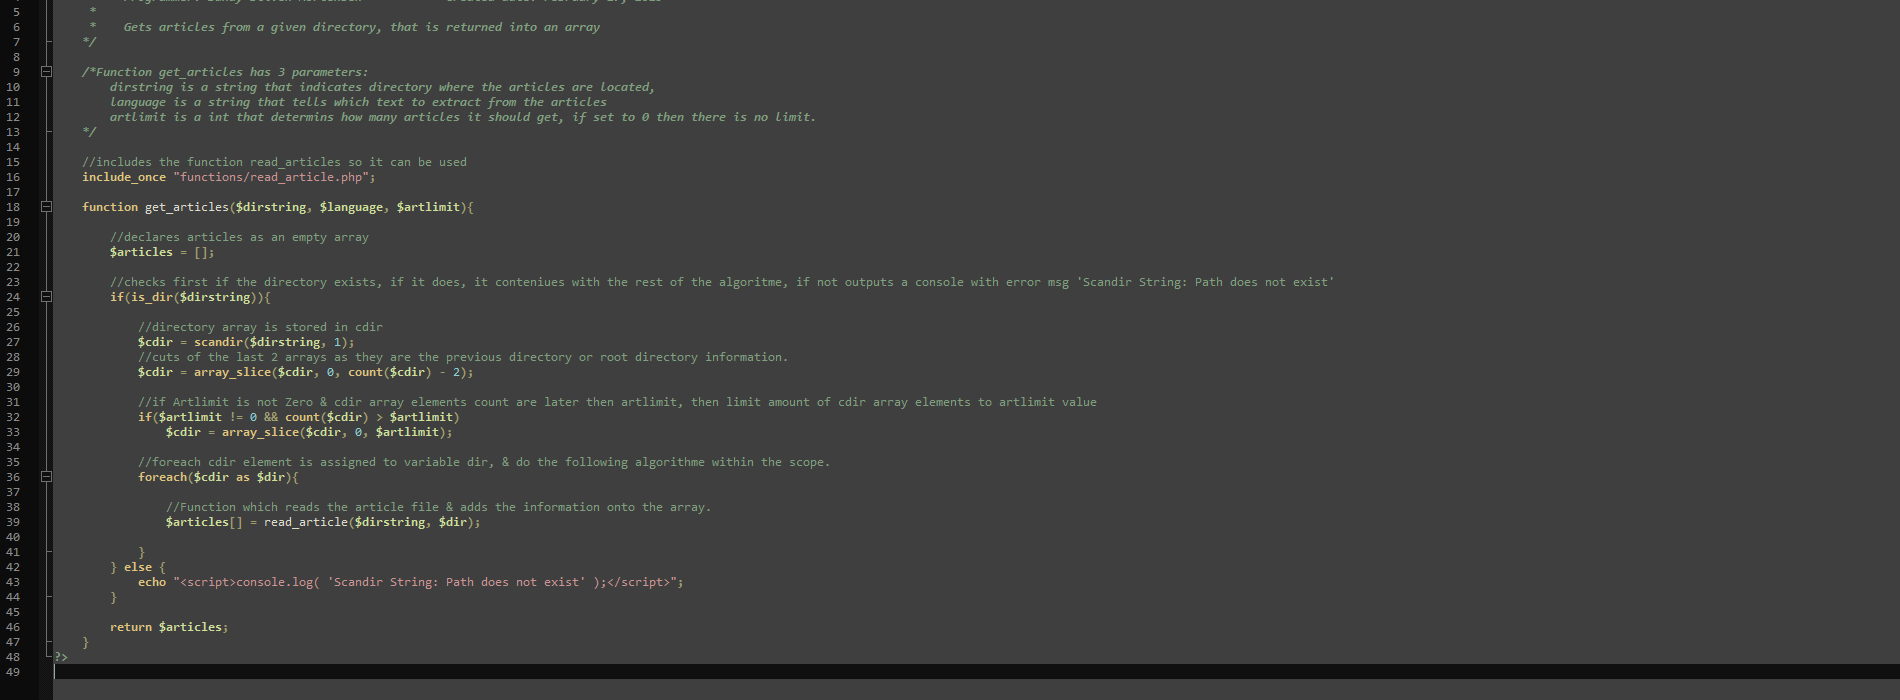 5 *
6 * Gets articles from a given directory, that is returned into an array
7 */
8
9 /*Function get_articles has 3 parameters:
10 dirstring is a string that indicates directory where the articles are located,
11 language is a string that tells which text to extract from the articles
12 artlimit is a int that determins how many articles it should get, if set to 0 then there is no limit.
13 */
14
15 //includes the function read_articles so it can be used
16 include_once "functions/read_article.php";
17
18 function get_articles($dirstring, $language, $artlimit){
19
20 //declares articles as an empty array
21 $articles = [];
22
23 //checks first if the directory exists, if it does, it conteniues with the rest of the algoritme, if not outputs a console with error msg 'Scandir String: Path does not exist'
24 if(is_dir($dirstring)){
25
26 //directory array is stored in cdir
27 $cdir = scandir($dirstring, 1);
28 //cuts of the last 2 arrays as they are the previous directory or root directory information.
29 $cdir = array_slice($cdir, 0, count($cdir) - 2);
30
31 //if Artlimit is not Zero & cdir array elements count are later then artlimit, then limit amount of cdir array elements to artlimit value
32 if($artlimit != 0 && count($cdir) > $artlimit)
33 $cdir = array_slice($cdir, 0, $artlimit);
34
35 //foreach cdir element is assigned to variable dir, & do the following algorithme within the scope.
36 foreach($cdir as $dir){
37
38 //Function which reads the article file & adds the information onto the array.
39 $articles[] = read_article($dirstring, $dir);
40
41 }
42 } else {
43 echo "<script>console.log( 'Scandir String: Path does not exist' );</script>";
44 }
45
46 return $articles;
47 }
48 ?>
49